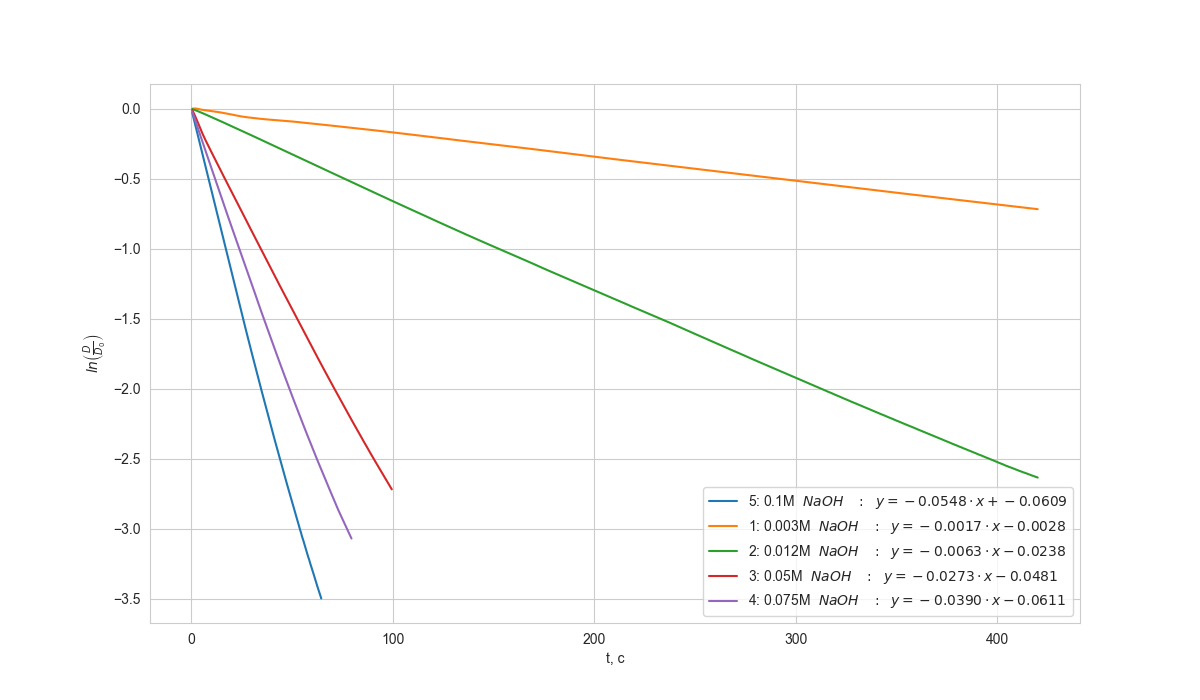 0.0
−0.5
−1.0
−1.5
−2.0
−2.5
−3.0
−3.5
ln(D/D₀)
0 100 200 300 400
t, c
5: 0.1M NaOH : y = −0.0548 · x + −0.0609
1: 0.003M NaOH : y = −0.0017 · x − 0.0028
2: 0.012M NaOH : y = −0.0063 · x − 0.0238
3: 0.05M NaOH : y = −0.0273 · x − 0.0481
4: 0.075M NaOH : y = −0.0390 · x − 0.0611